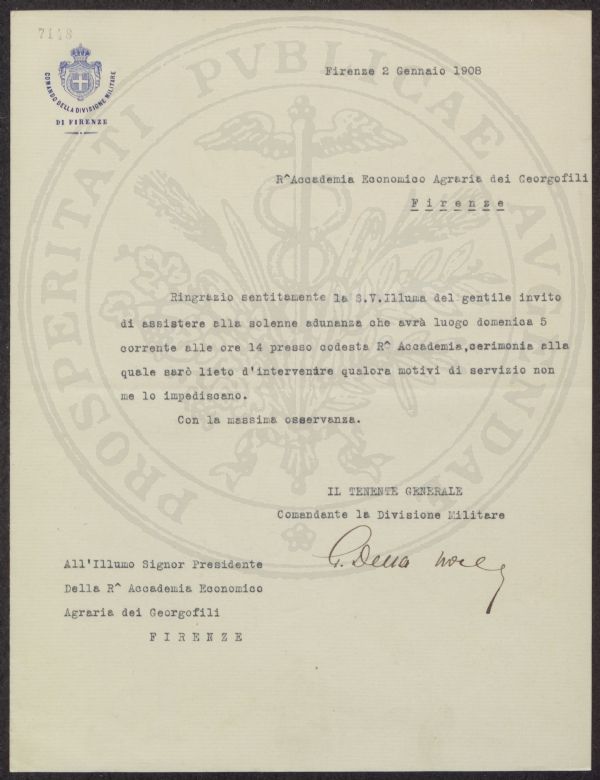 7148
COMANDO DELLA DIVISIONE MILITARE
DI FIRENZE
PROSPERITATI PVBLICAE AVGENDAE
Firenze 2 Gennaio 1908
R^Accademia Economico Agraria dei Georgofili
Firenze
Ringrazio sentitamente la S.V.Illuma del gentile invito
di assistere alla solenne adunanza che avrà luogo domenica 5
corrente alle ore 14 presso codesta R^ Accademia,cerimonia alla
quale sarò lieto d'intervenire qualora motivi di servizio non
me lo impediscano.
Con la massima osservanza.
IL TENENTE GENERALE
Comandante la Divisione Militare
G. Della Noce
All'Illumo Signor Presidente
Della R^ Accademia Economico
Agraria dei Georgofili
FIRENZE